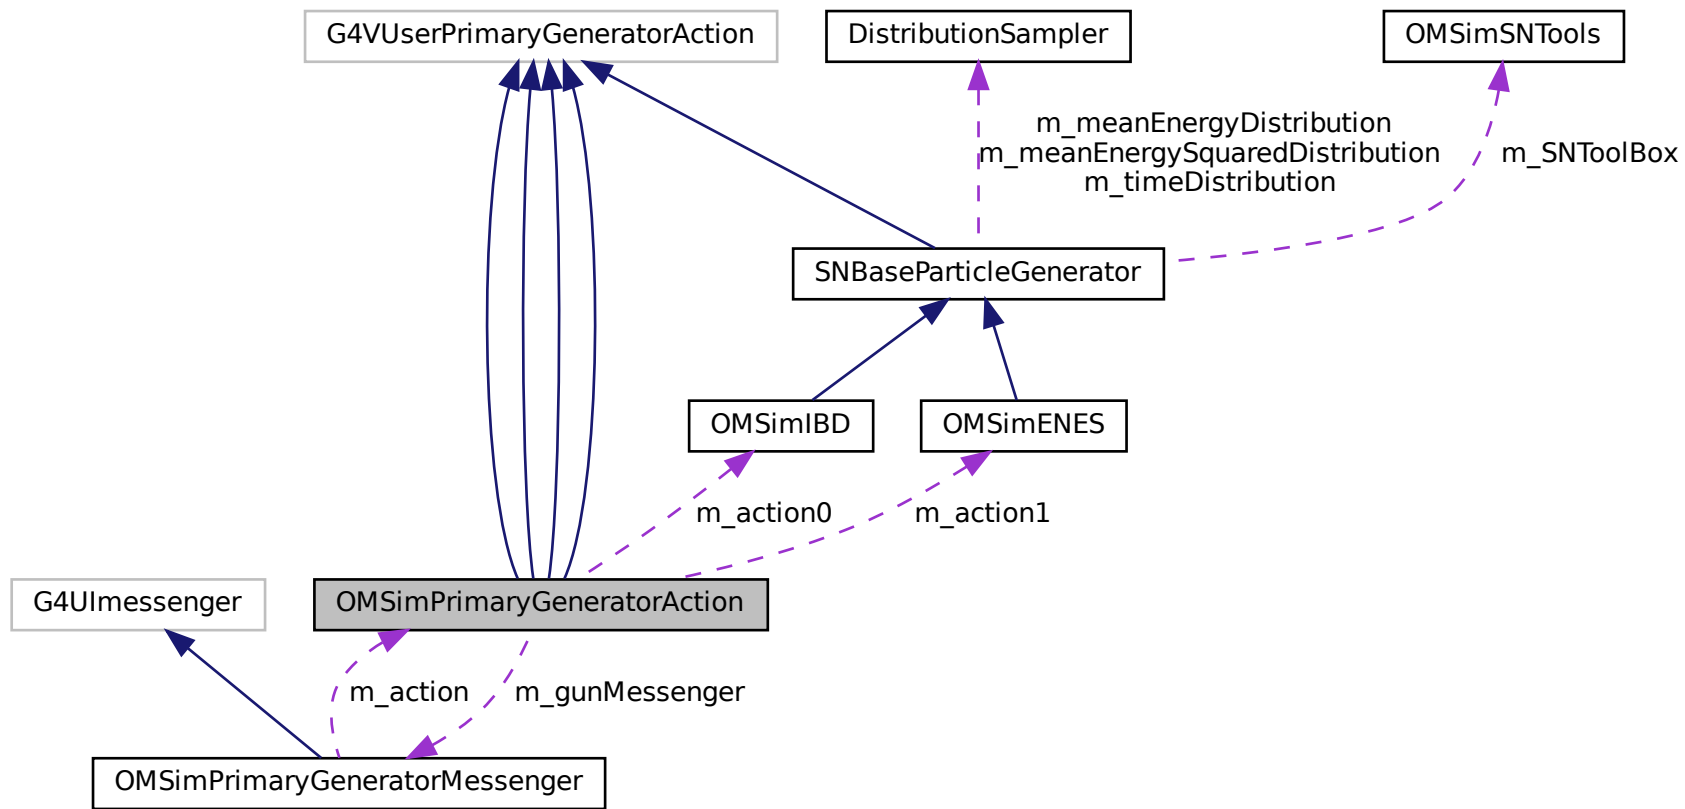 G4VUserPrimaryGeneratorAction
DistributionSampler
OMSimSNTools
m_meanEnergyDistribution
m_meanEnergySquaredDistribution
m_timeDistribution
m_SNToolBox
SNBaseParticleGenerator
OMSimIBD
OMSimENES
m_action0
m_action1
G4UImessenger
OMSimPrimaryGeneratorAction
m_action
m_gunMessenger
OMSimPrimaryGeneratorMessenger